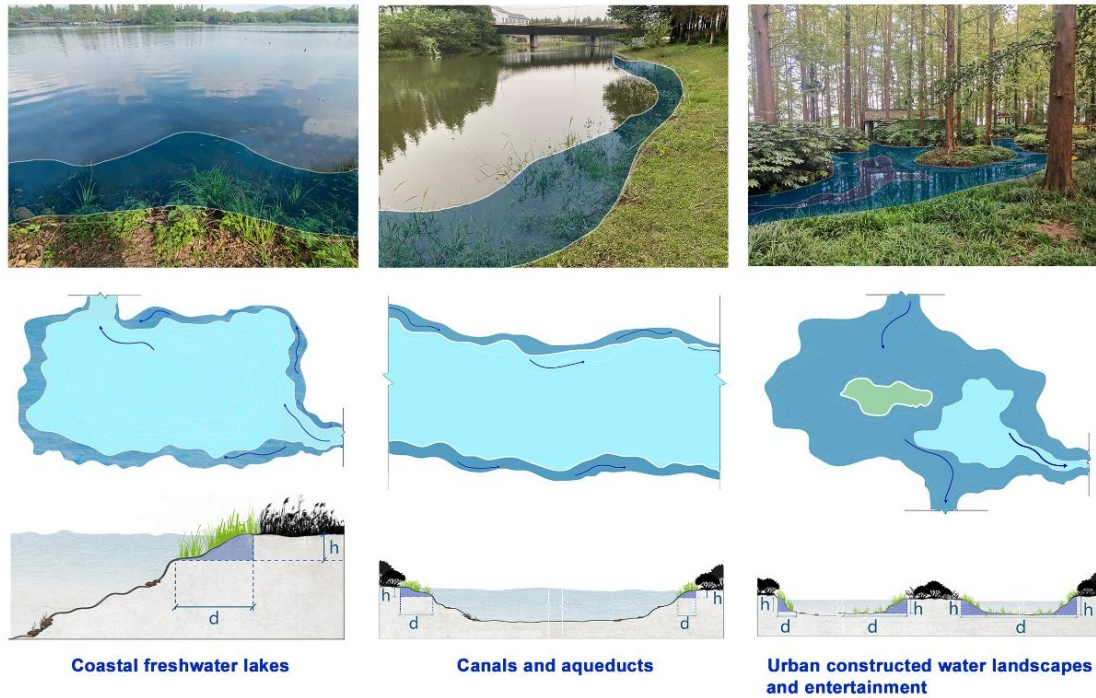 h
d
h
d
h
d
h
d
d
h
d
h
Coastal freshwater lakes
Canals and aqueducts
Urban constructed water landscapes
and entertainment